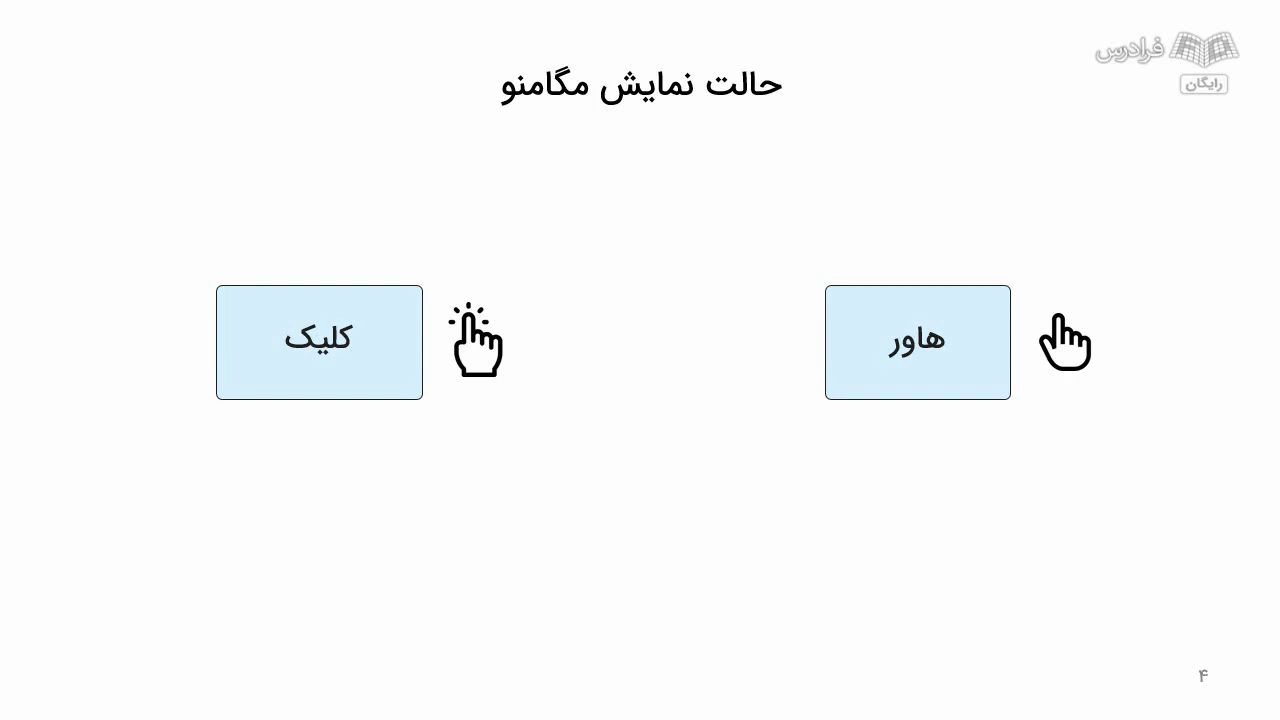 فرادرس
رایگان
حالت نمایش مگامنو
هاور
کلیک
۴